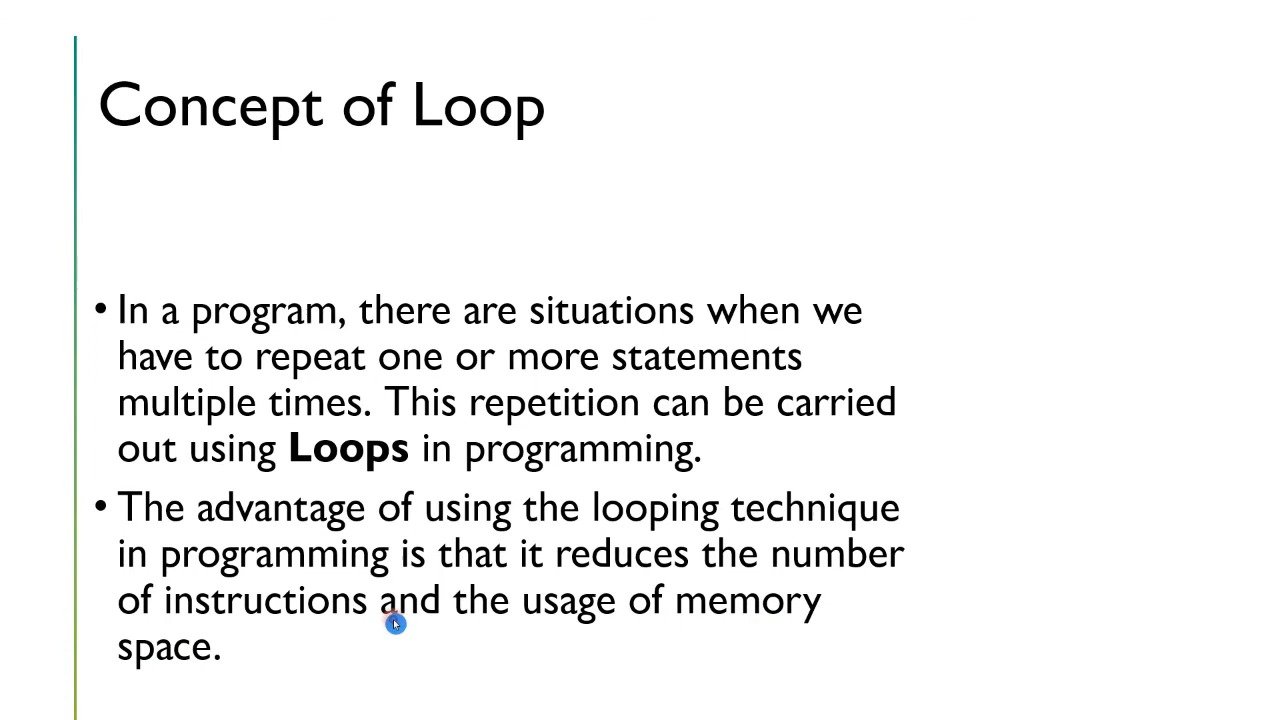 Concept of Loop
• In a program, there are situations when we
have to repeat one or more statements
multiple times. This repetition can be carried
out using Loops in programming.
• The advantage of using the looping technique
in programming is that it reduces the number
of instructions and the usage of memory
space.